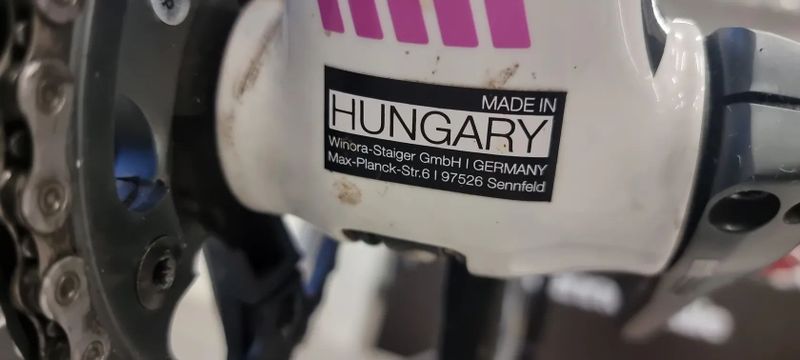 MADE IN
HUNGARY
Winora-Staiger GmbH | GERMANY
Max-Planck-Str.6 | 97526 Sennfeld